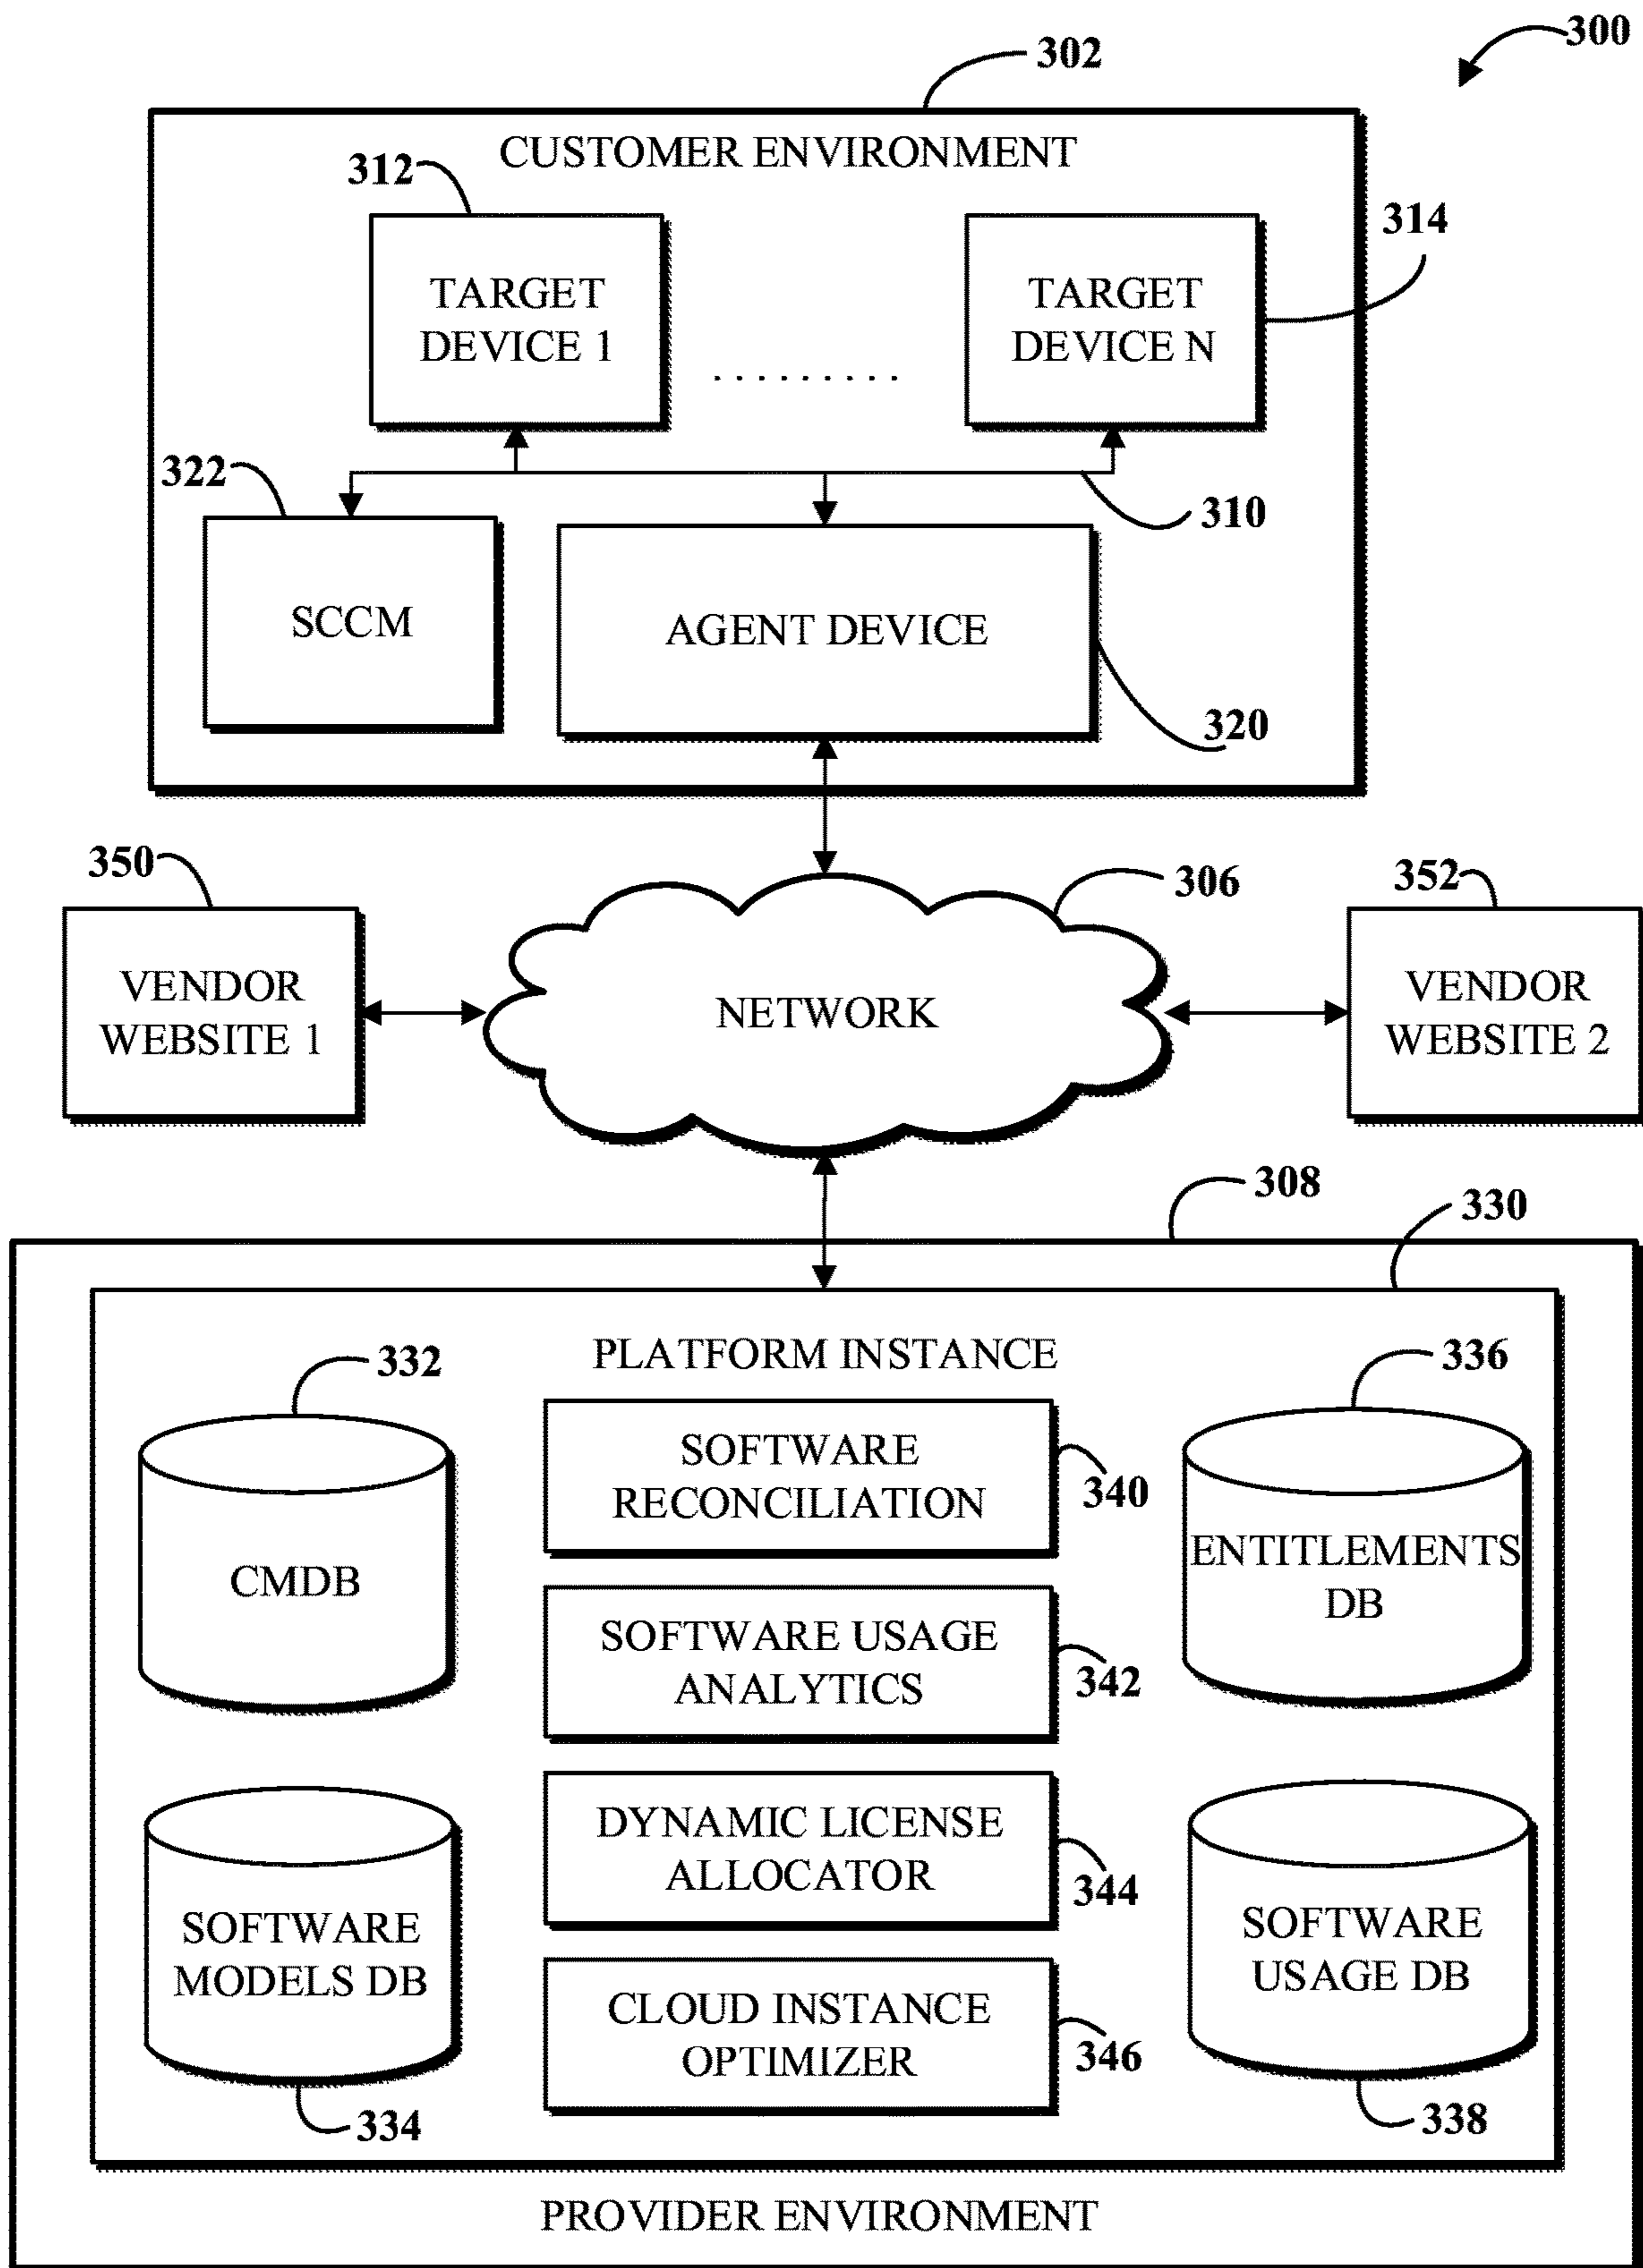 300
302
CUSTOMER ENVIRONMENT
312
314
TARGET
DEVICE 1
. . . . . . . . .
TARGET
DEVICE N
322
310
SCCM
AGENT DEVICE
320
350
306
352
VENDOR
WEBSITE 1
NETWORK
VENDOR
WEBSITE 2
308
330
PLATFORM INSTANCE
332
336
SOFTWARE
RECONCILIATION
340
CMDB
ENTITLEMENTS
DB
SOFTWARE USAGE
ANALYTICS
342
DYNAMIC LICENSE
ALLOCATOR
344
SOFTWARE
MODELS DB
SOFTWARE
USAGE DB
CLOUD INSTANCE
OPTIMIZER
346
334
338
PROVIDER ENVIRONMENT